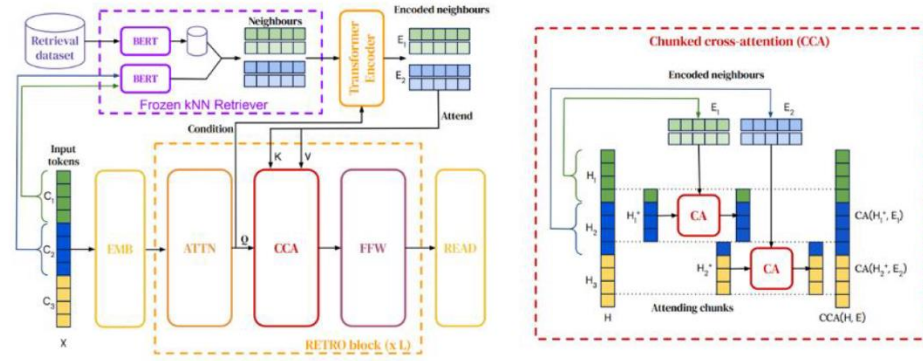 Retrieval
dataset
BERT
BERT
Frozen kNN Retriever
Neighbours
Transformer
Encoder
Encoded neighbours
E₁
E₂
Condition
Attend
Input
tokens
C₁
C₂
C₃
X
EMB
ATTN
Q
K
V
CCA
FFW
READ
RETRO block (x L)
Chunked cross-attention (CCA)
Encoded neighbours
E₁
E₂
H₁
H₂
H₃
H
H₁⁺
CA
CA(H₁⁺, E₁)
H₂⁺
CA
CA(H₂⁺, E₂)
Attending chunks
CCA(H, E)